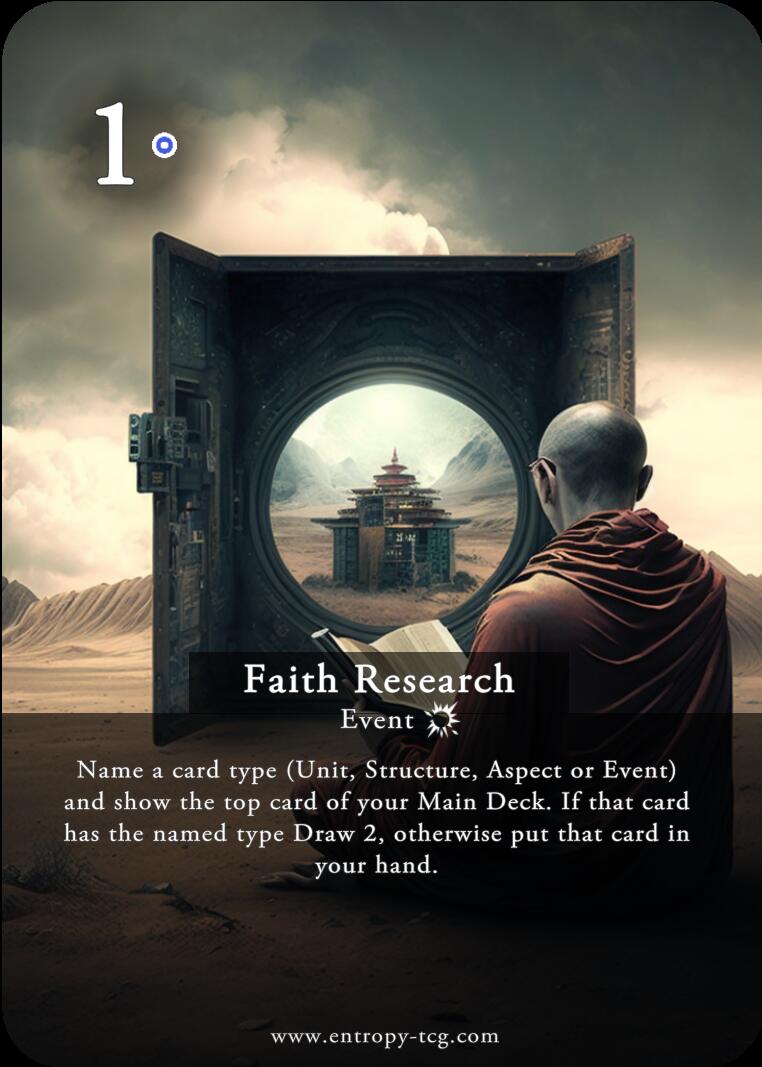 1
Faith Research
Event
Name a card type (Unit, Structure, Aspect or Event)
and show the top card of your Main Deck. If that card
has the named type Draw 2, otherwise put that card in
your hand.
www.entropy-tcg.com